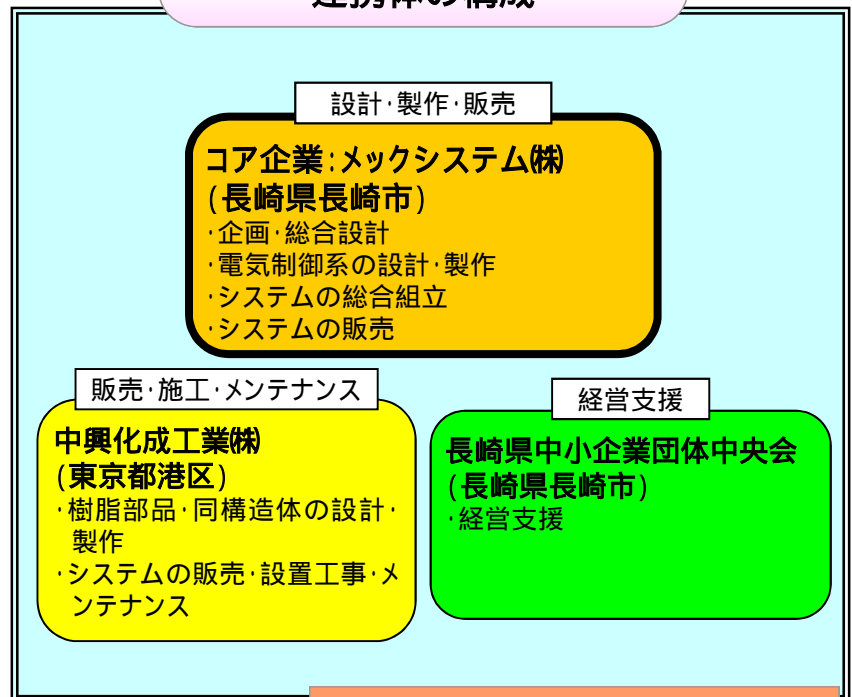 連携体の構成
設計･製作･販売
コア企業：メックシステム㈱
(長崎県長崎市)
･企画･総合設計
･電気制御系の設計･製作
･システムの総合組立
･システムの販売
販売･施工･メンテナンス
中興化成工業㈱
(東京都港区)
･樹脂部品･同構造体の設計･
製作
･システムの販売･設置工事･メ
ンテナンス
経営支援
長崎県中小企業団体中央会
(長崎県長崎市)
･経営支援